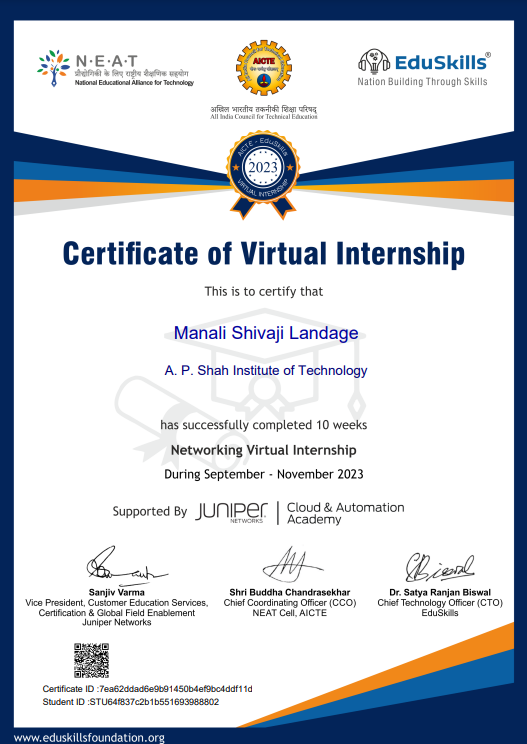 N·E·A·T
प्रौद्योगिकी के लिए राष्ट्रीय शैक्षणिक सहयोग
National Educational Alliance for Technology
AICTE
अखिल भारतीय तकनीकी शिक्षा परिषद्
All India Council for Technical Education
EduSkills®
Nation Building Through Skills
AICTE - EduSkills
2023
VIRTUAL INTERNSHIP
Certificate of Virtual Internship
This is to certify that
Manali Shivaji Landage
A. P. Shah Institute of Technology
has successfully completed 10 weeks
Networking Virtual Internship
During September - November 2023
Supported By JUNIPER NETWORKS | Cloud & Automation Academy
Sanjiv Varma
Vice President, Customer Education Services,
Certification & Global Field Enablement
Juniper Networks
Shri Buddha Chandrasekhar
Chief Coordinating Officer (CCO)
NEAT Cell, AICTE
Dr. Satya Ranjan Biswal
Chief Technology Officer (CTO)
EduSkills
Certificate ID :7ea62ddad6e9b91450b4ef9bc4ddf11d
Student ID :STU64f837c2b1b551693988802
www.eduskillsfoundation.org